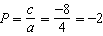 P = c/a = -8/4 = -2